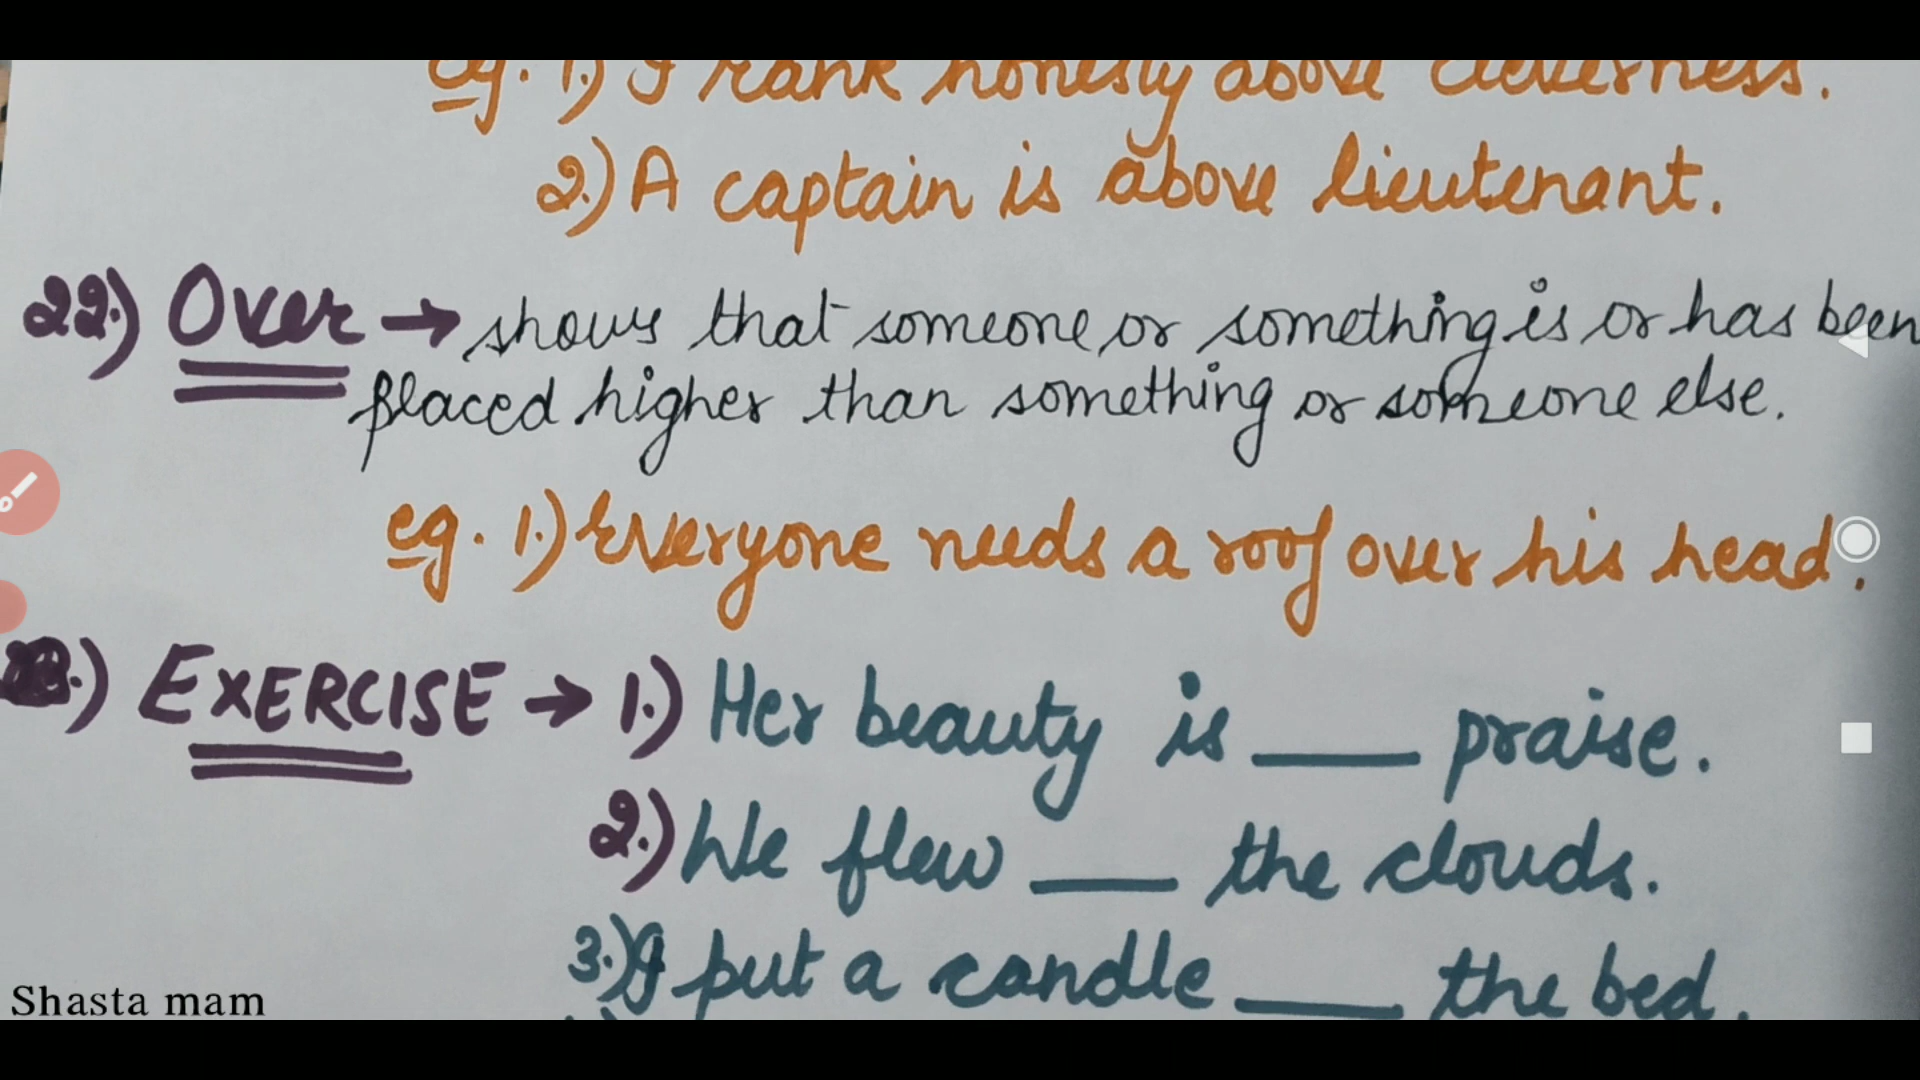 eg. 1.) I rank honesty above cleverness.
2.) A captain is above lieutenant.
22.) Over → shows that someone or something is or has been
placed higher than something or someone else.
eg. 1.) Everyone needs a roof over his head.
.) EXERCISE → 1.) Her beauty is ___ praise.
2.) We flew ___ the clouds.
3.) I put a candle ___ the bed.
Shasta mam